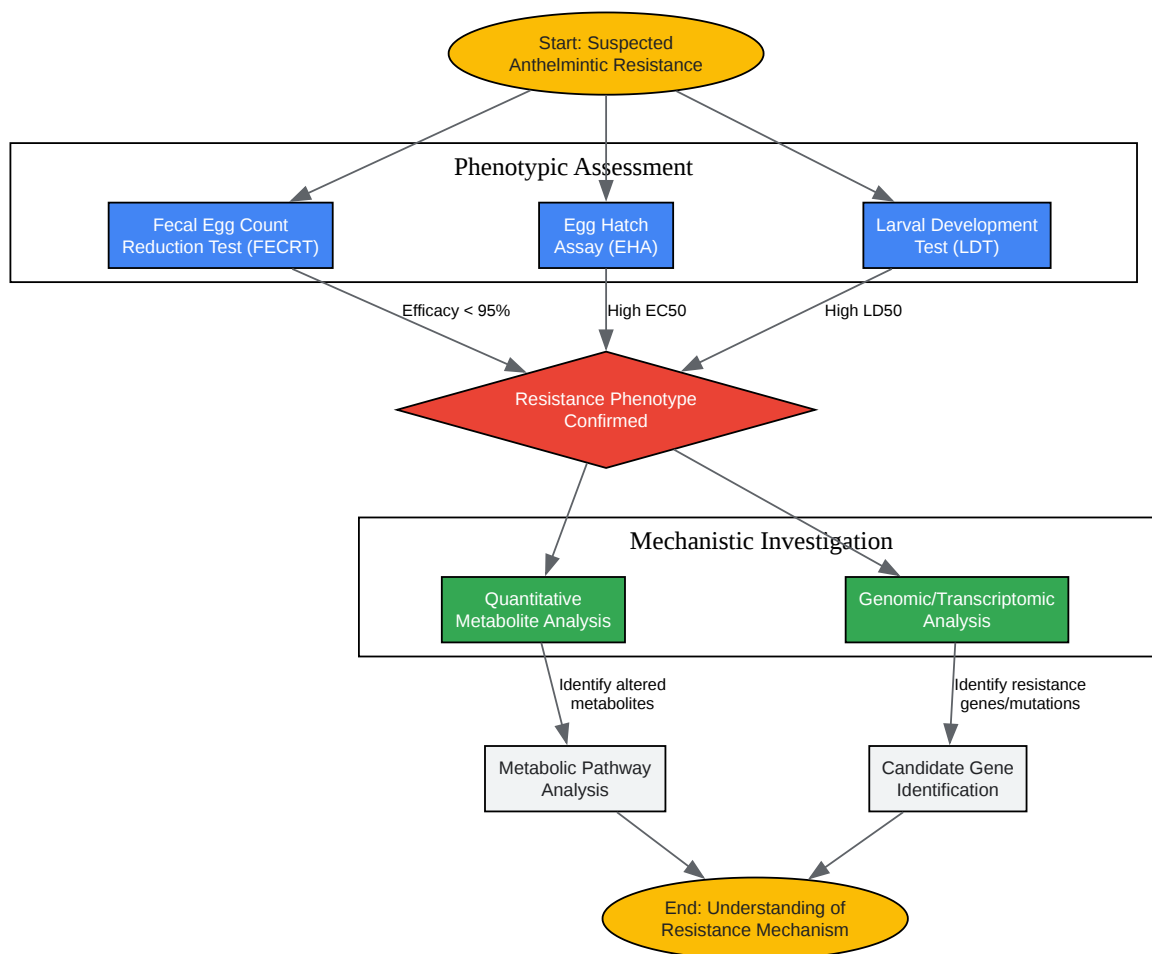 Start: Suspected
Anthelmintic Resistance
Phenotypic Assessment
Fecal Egg Count
Reduction Test (FECRT)
Egg Hatch
Assay (EHA)
Larval Development
Test (LDT)
Efficacy < 95%
High EC50
High LD50
Resistance Phenotype
Confirmed
Mechanistic Investigation
Quantitative
Metabolite Analysis
Genomic/Transcriptomic
Analysis
Identify altered
metabolites
Identify resistance
genes/mutations
Metabolic Pathway
Analysis
Candidate Gene
Identification
End: Understanding of
Resistance Mechanism